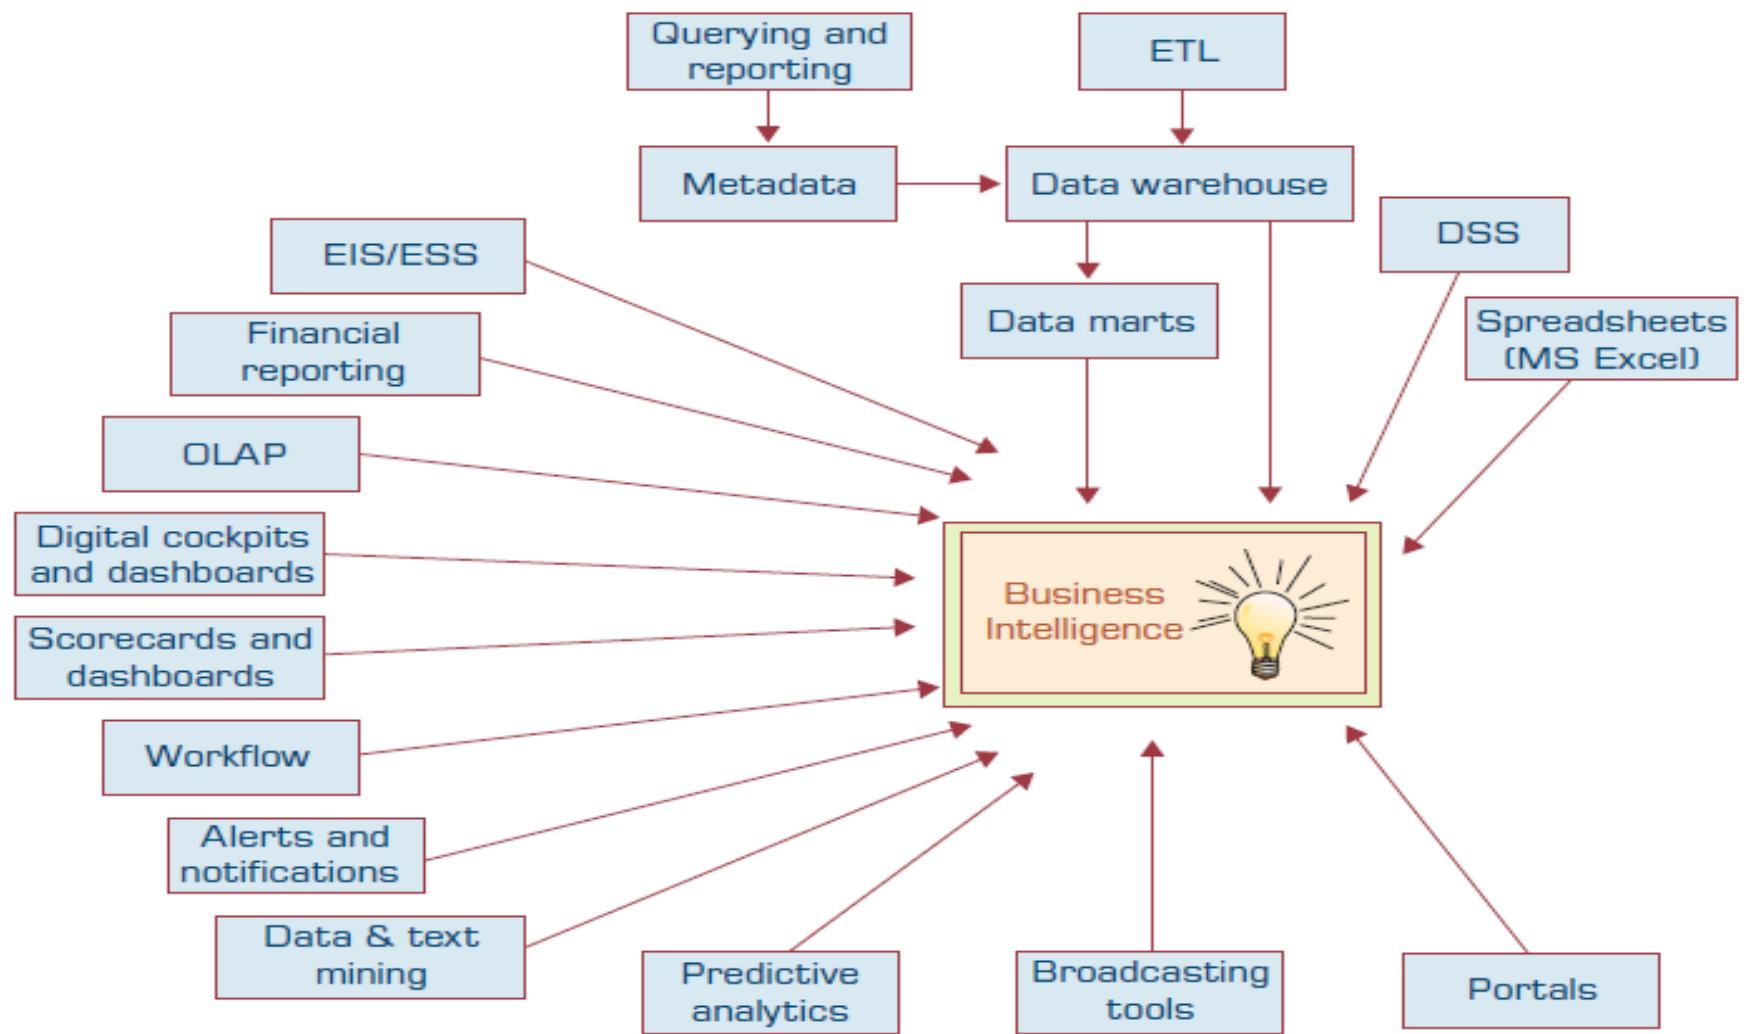 Querying and
reporting
ETL
Metadata
Data warehouse
DSS
EIS/ESS
Data marts
Spreadsheets
(MS Excel)
Financial
reporting
OLAP
Digital cockpits
and dashboards
Business
Intelligence
Scorecards and
dashboards
Workflow
Alerts and
notifications
Data & text
mining
Predictive
analytics
Broadcasting
tools
Portals